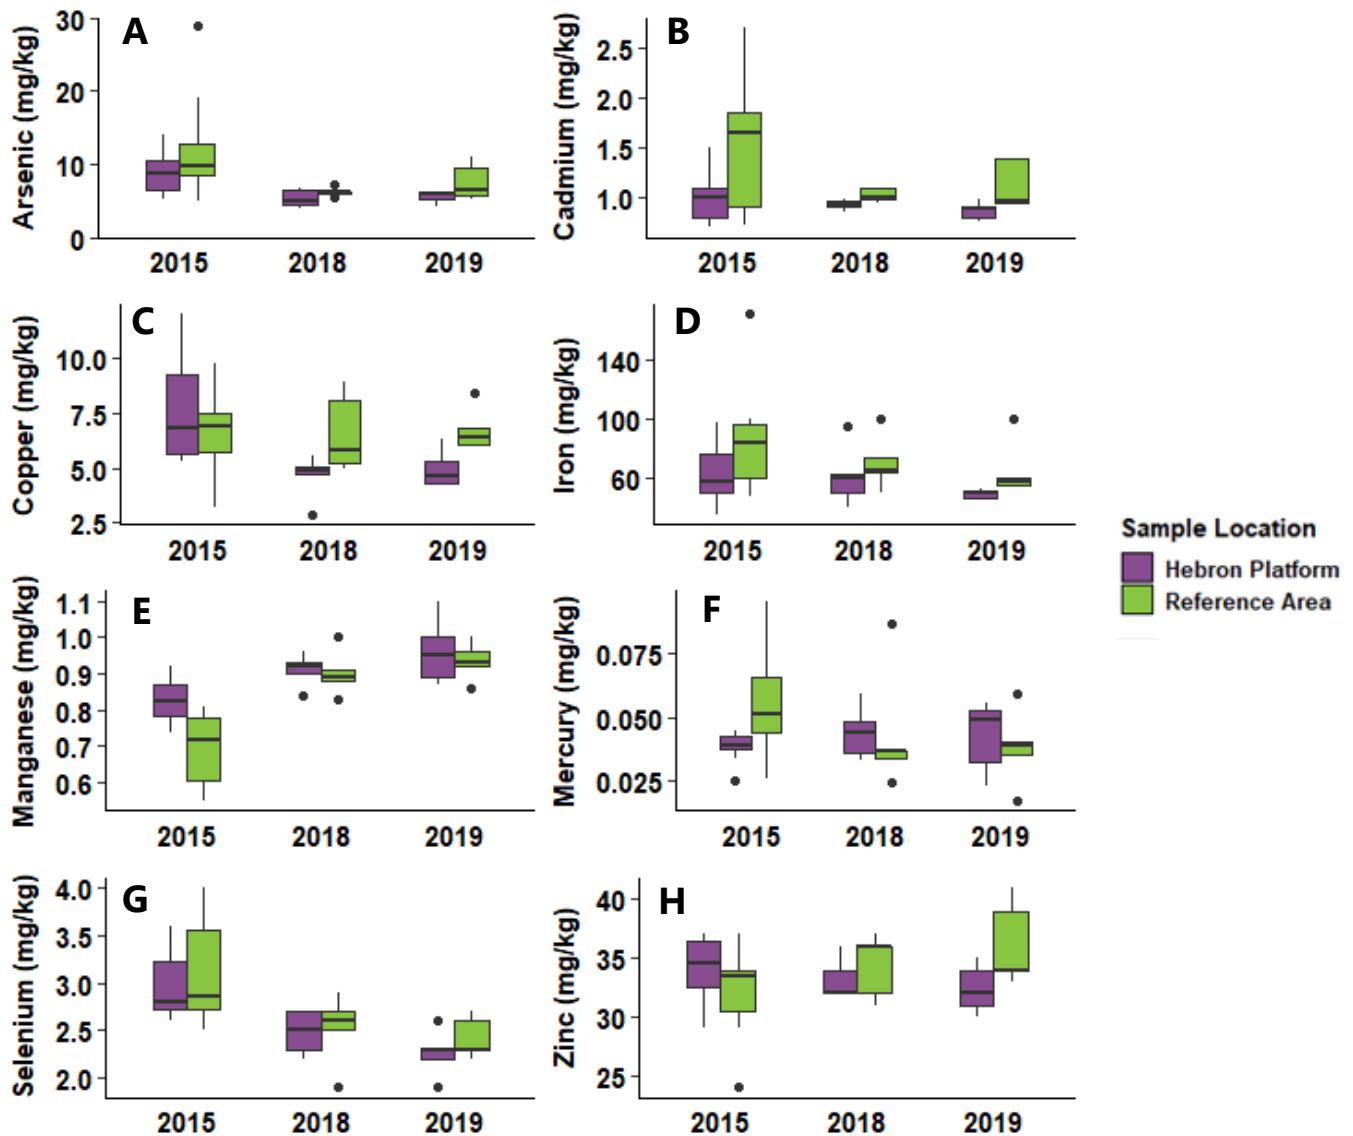 A
Arsenic (mg/kg)
30
20
10
0
2015 2018 2019
B
Cadmium (mg/kg)
2.5
2.0
1.5
1.0
2015 2018 2019
C
Copper (mg/kg)
10.0
7.5
5.0
2.5
2015 2018 2019
D
Iron (mg/kg)
140
100
60
2015 2018 2019
Sample Location
Hebron Platform
Reference Area
E
Manganese (mg/kg)
1.1
1.0
0.9
0.8
0.7
0.6
2015 2018 2019
F
Mercury (mg/kg)
0.075
0.050
0.025
2015 2018 2019
G
Selenium (mg/kg)
4.0
3.5
3.0
2.5
2.0
2015 2018 2019
H
Zinc (mg/kg)
40
35
30
25
2015 2018 2019